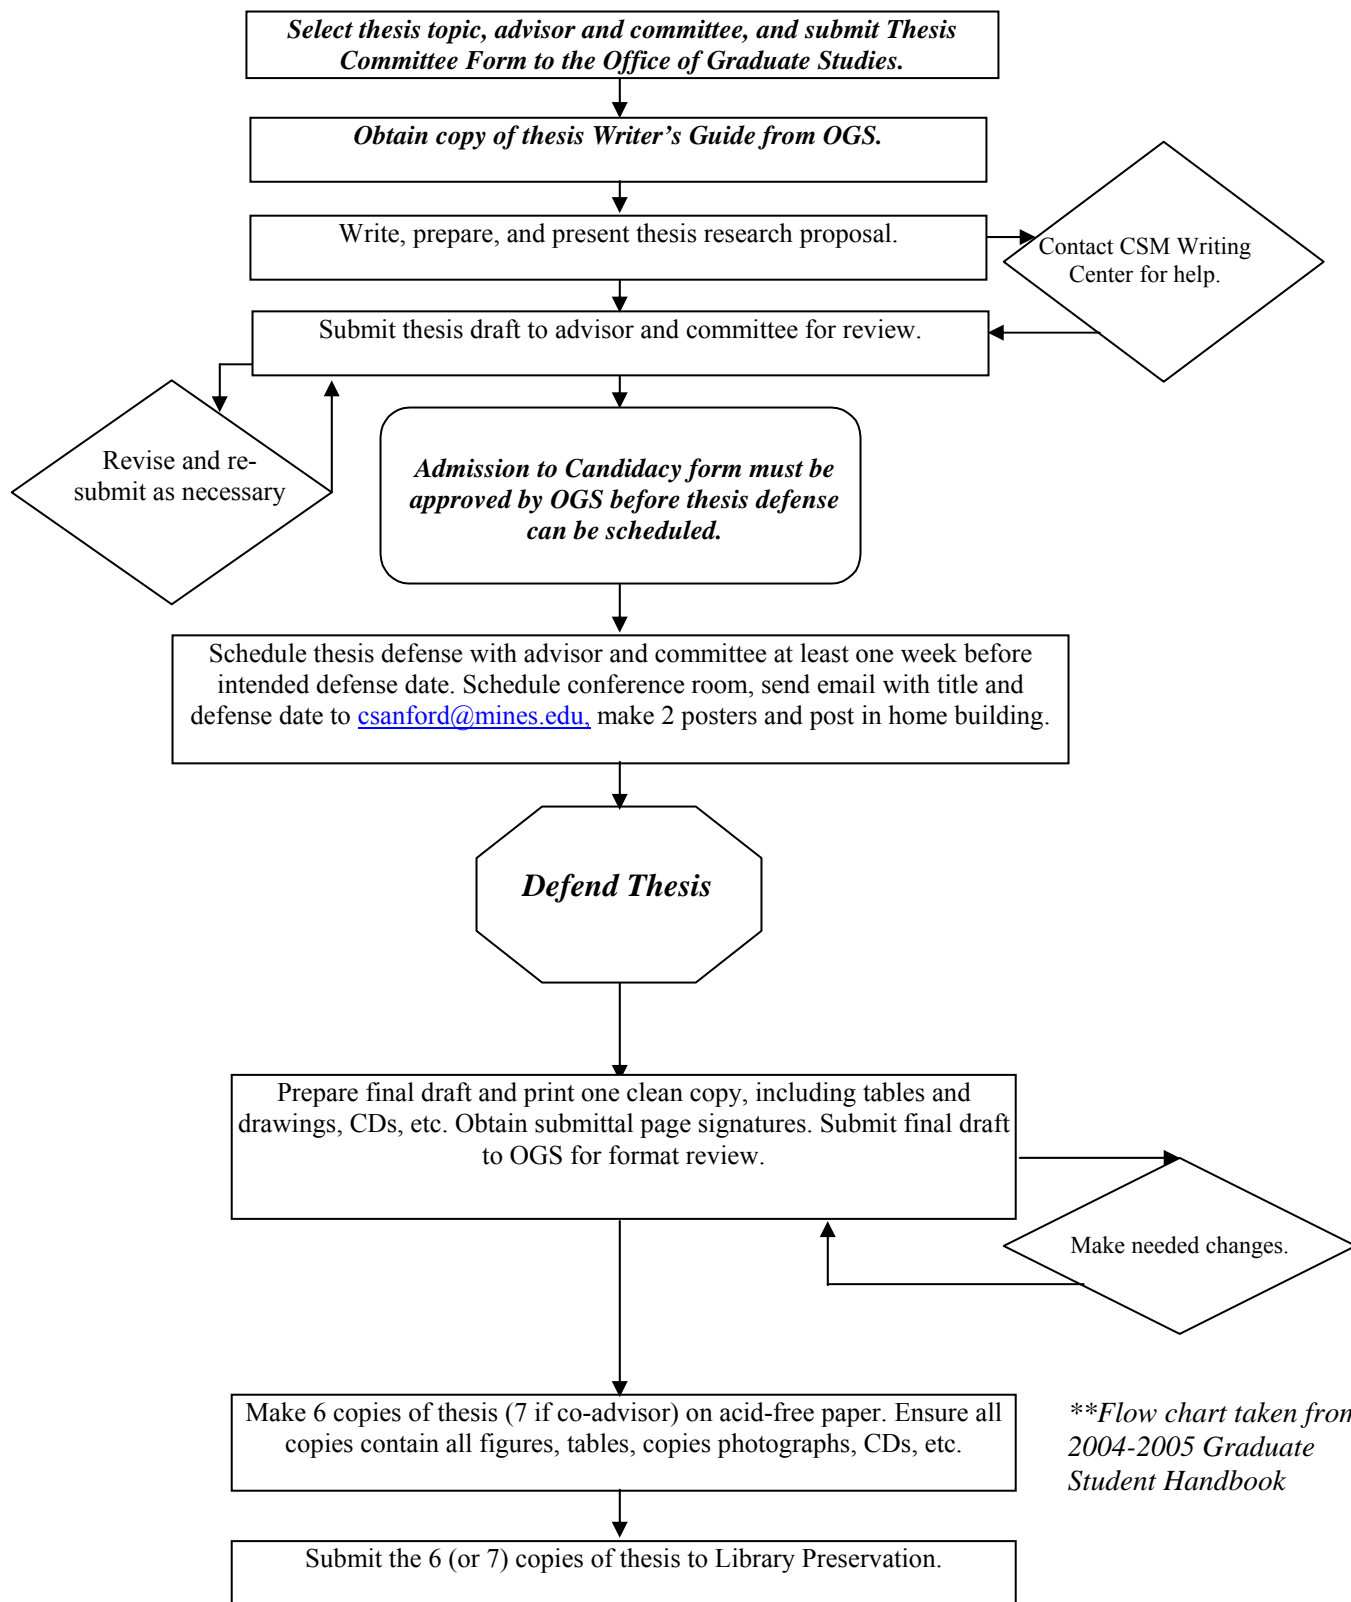 Select thesis topic, advisor and committee, and submit Thesis
Committee Form to the Office of Graduate Studies.
Obtain copy of thesis Writer's Guide from OGS.
Write, prepare, and present thesis research proposal.
Contact CSM Writing
Center for help.
Submit thesis draft to advisor and committee for review.
Revise and re-
submit as necessary
Admission to Candidacy form must be
approved by OGS before thesis defense
can be scheduled.
Schedule thesis defense with advisor and committee at least one week before
intended defense date. Schedule conference room, send email with title and
defense date to csanford@mines.edu, make 2 posters and post in home building.
Defend Thesis
Prepare final draft and print one clean copy, including tables and
drawings, CDs, etc. Obtain submittal page signatures. Submit final draft
to OGS for format review.
Make needed changes.
Make 6 copies of thesis (7 if co-advisor) on acid-free paper. Ensure all
copies contain all figures, tables, copies photographs, CDs, etc.
**Flow chart taken from
2004-2005 Graduate
Student Handbook
Submit the 6 (or 7) copies of thesis to Library Preservation.